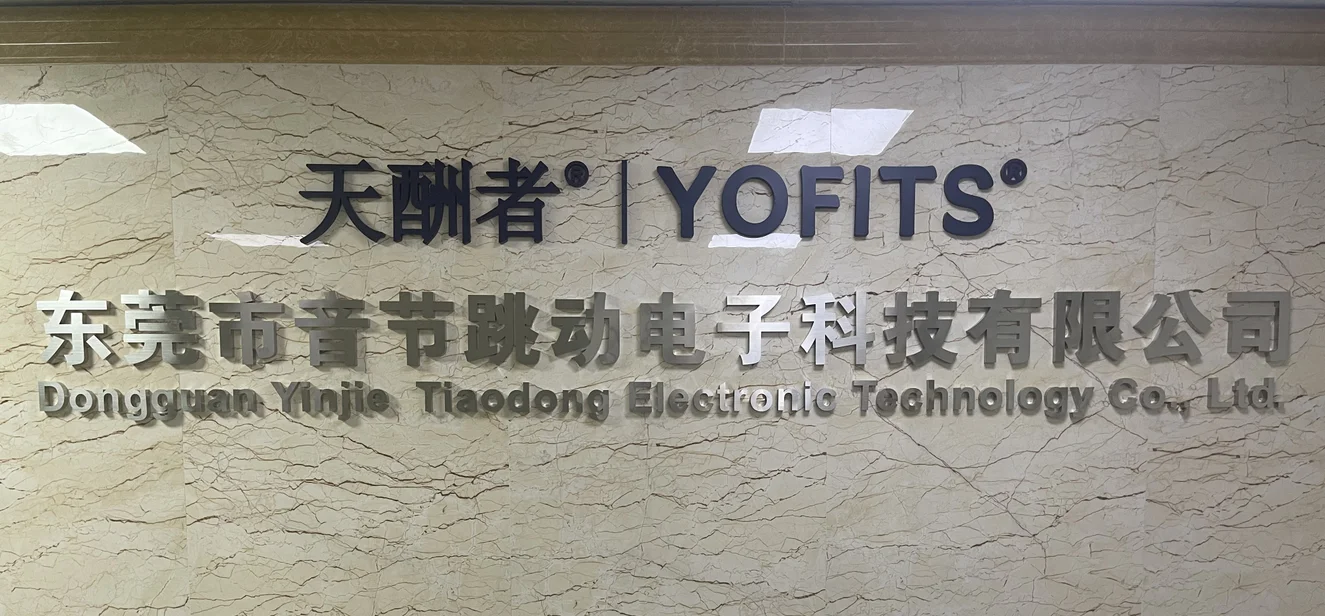 天酬者® | YOFITS®
东莞市音节跳动电子科技有限公司
Dongguan Yinjie Tiaodong Electronic Technology Co., Ltd.